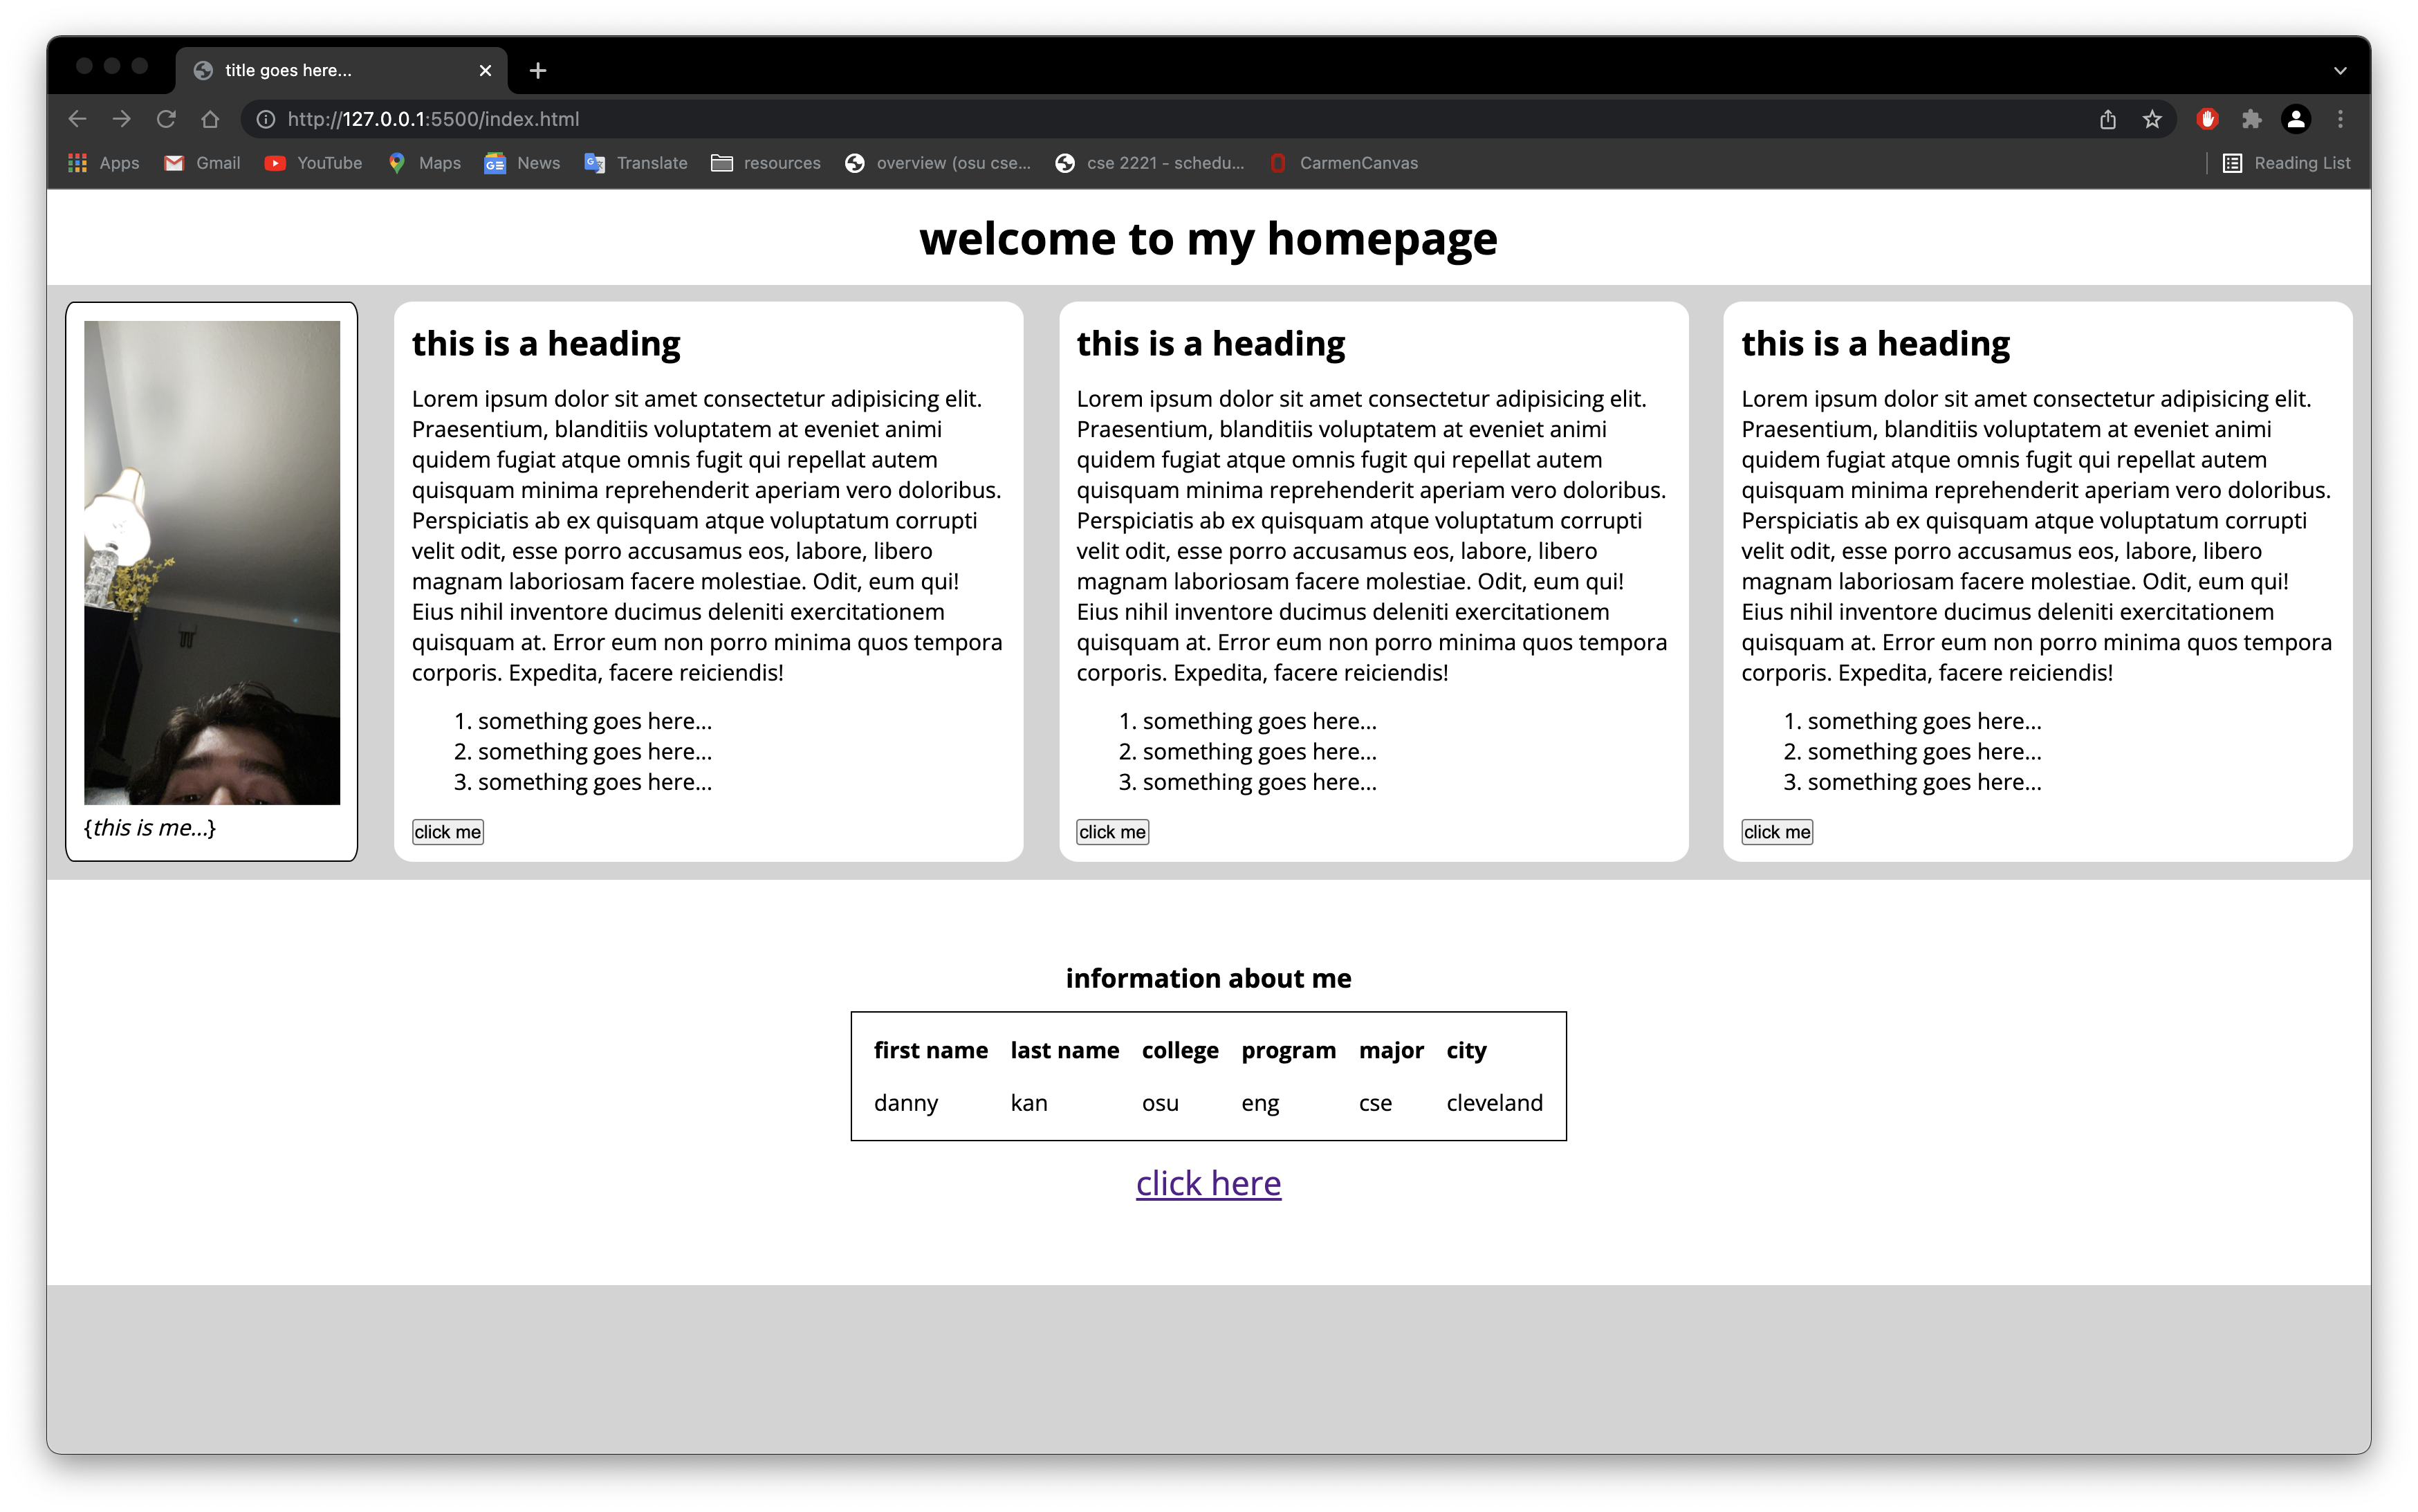 title goes here...
http://127.0.0.1:5500/index.html
Apps Gmail YouTube Maps News Translate resources overview (osu cse... cse 2221 - schedu... CarmenCanvas Reading List
welcome to my homepage
{this is me...}
this is a heading
Lorem ipsum dolor sit amet consectetur adipisicing elit.
Praesentium, blanditiis voluptatem at eveniet animi
quidem fugiat atque omnis fugit qui repellat autem
quisquam minima reprehenderit aperiam vero doloribus.
Perspiciatis ab ex quisquam atque voluptatum corrupti
velit odit, esse porro accusamus eos, labore, libero
magnam laboriosam facere molestiae. Odit, eum qui!
Eius nihil inventore ducimus deleniti exercitationem
quisquam at. Error eum non porro minima quos tempora
corporis. Expedita, facere reiciendis!
1. something goes here...
2. something goes here...
3. something goes here...
click me
this is a heading
Lorem ipsum dolor sit amet consectetur adipisicing elit.
Praesentium, blanditiis voluptatem at eveniet animi
quidem fugiat atque omnis fugit qui repellat autem
quisquam minima reprehenderit aperiam vero doloribus.
Perspiciatis ab ex quisquam atque voluptatum corrupti
velit odit, esse porro accusamus eos, labore, libero
magnam laboriosam facere molestiae. Odit, eum qui!
Eius nihil inventore ducimus deleniti exercitationem
quisquam at. Error eum non porro minima quos tempora
corporis. Expedita, facere reiciendis!
1. something goes here...
2. something goes here...
3. something goes here...
click me
this is a heading
Lorem ipsum dolor sit amet consectetur adipisicing elit.
Praesentium, blanditiis voluptatem at eveniet animi
quidem fugiat atque omnis fugit qui repellat autem
quisquam minima reprehenderit aperiam vero doloribus.
Perspiciatis ab ex quisquam atque voluptatum corrupti
velit odit, esse porro accusamus eos, labore, libero
magnam laboriosam facere molestiae. Odit, eum qui!
Eius nihil inventore ducimus deleniti exercitationem
quisquam at. Error eum non porro minima quos tempora
corporis. Expedita, facere reiciendis!
1. something goes here...
2. something goes here...
3. something goes here...
click me
information about me
first name last name college program major city
danny kan osu eng cse cleveland
click here